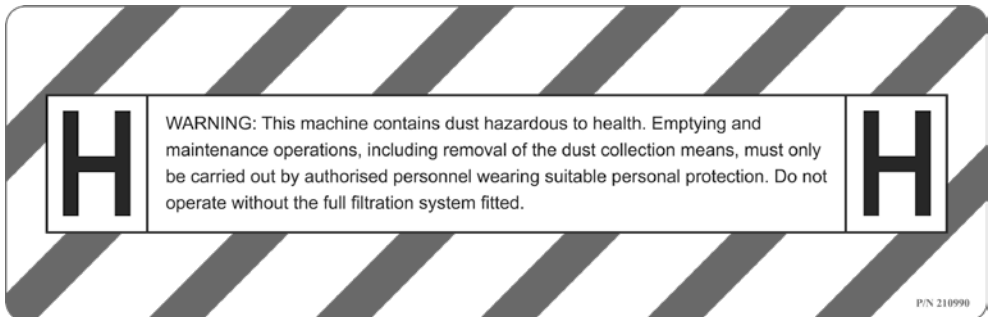 H
WARNING: This machine contains dust hazardous to health. Emptying and
maintenance operations, including removal of the dust collection means, must only
be carried out by authorised personnel wearing suitable personal protection. Do not
operate without the full filtration system fitted.
H
P/N 210990